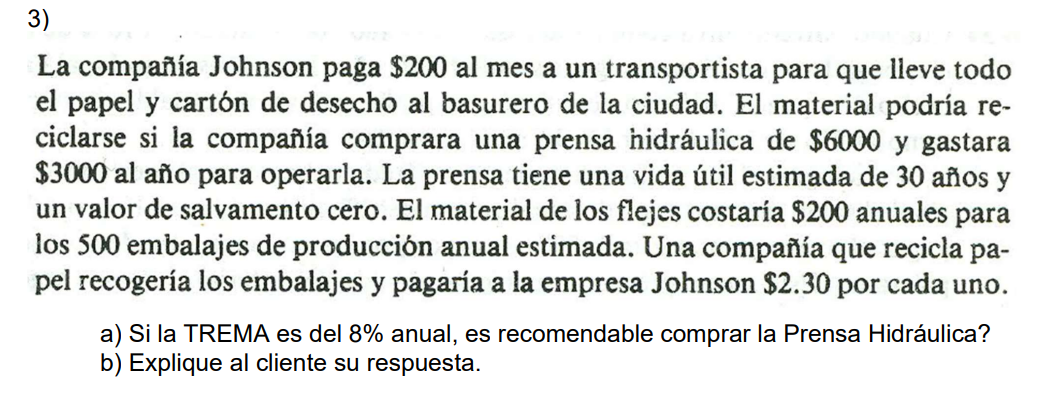 3)
La compañía Johnson paga $200 al mes a un transportista para que lleve todo
el papel y cartón de desecho al basurero de la ciudad. El material podría re-
ciclarse si la compañía comprara una prensa hidráulica de $6000 y gastara
$3000 al año para operarla. La prensa tiene una vida útil estimada de 30 años y
un valor de salvamento cero. El material de los flejes costaría $200 anuales para
los 500 embalajes de producción anual estimada. Una compañía que recicla pa-
pel recogería los embalajes y pagaría a la empresa Johnson $2.30 por cada uno.
a) Si la TREMA es del 8% anual, es recomendable comprar la Prensa Hidráulica?
b) Explique al cliente su respuesta.